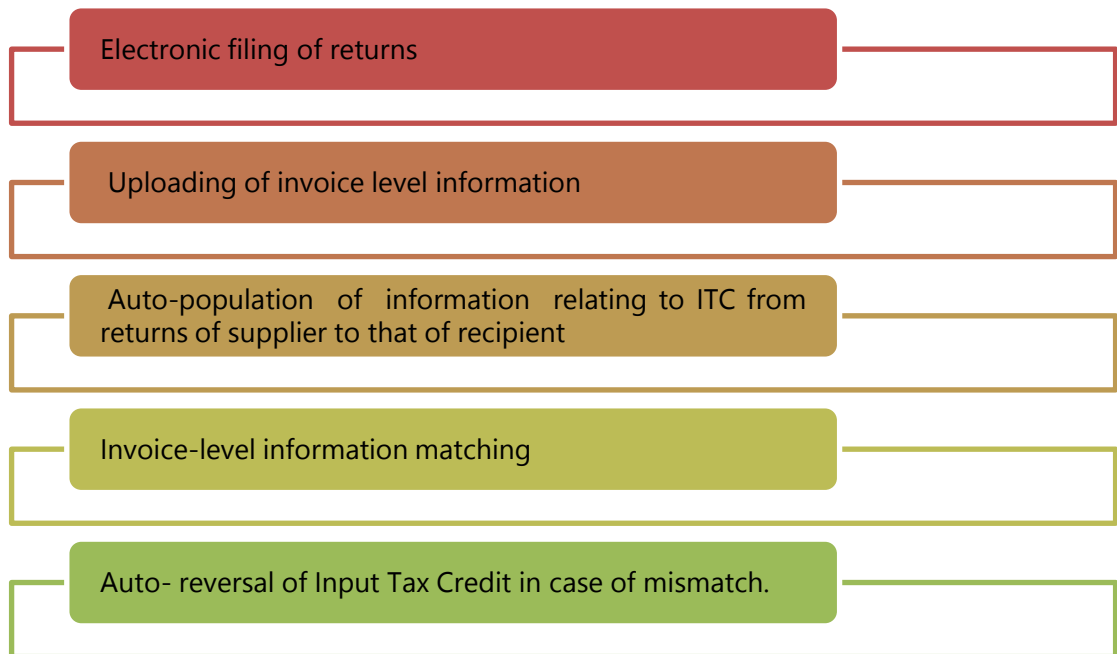 Electronic filing of returns
Uploading of invoice level information
Auto-population of information relating to ITC from
returns of supplier to that of recipient
Invoice-level information matching
Auto- reversal of Input Tax Credit in case of mismatch.